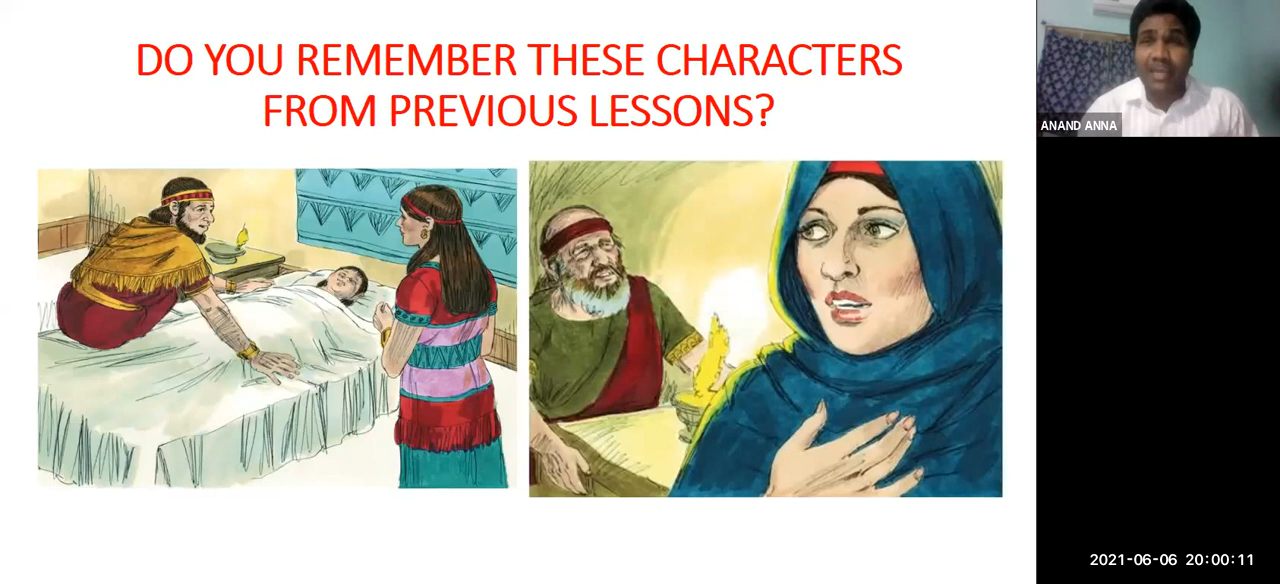 DO YOU REMEMBER THESE CHARACTERS
FROM PREVIOUS LESSONS?
ANAND ANNA
2021-06-06 20:00:11